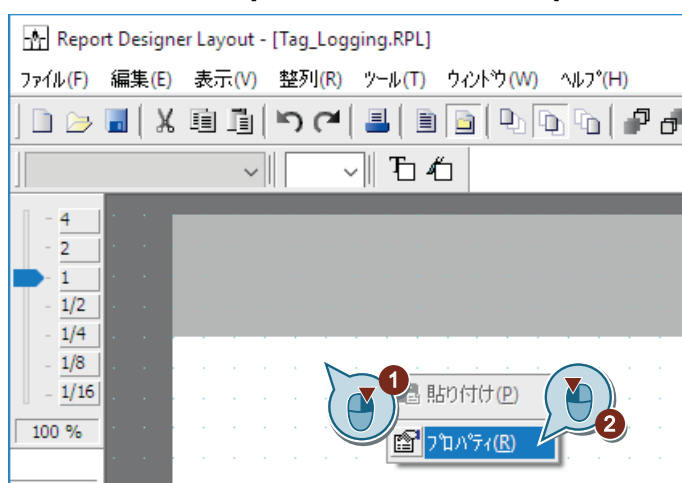 Report Designer Layout - [Tag_Logging.RPL]
ファイル(F) 編集(E) 表示(V) 整列(R) ツール(T) ウィンドウ(W) ヘルプ(H)
4
2
1
1/2
1/4
1/8
1/16
100 %
1
貼り付け(P)
プロパティ(R)
2